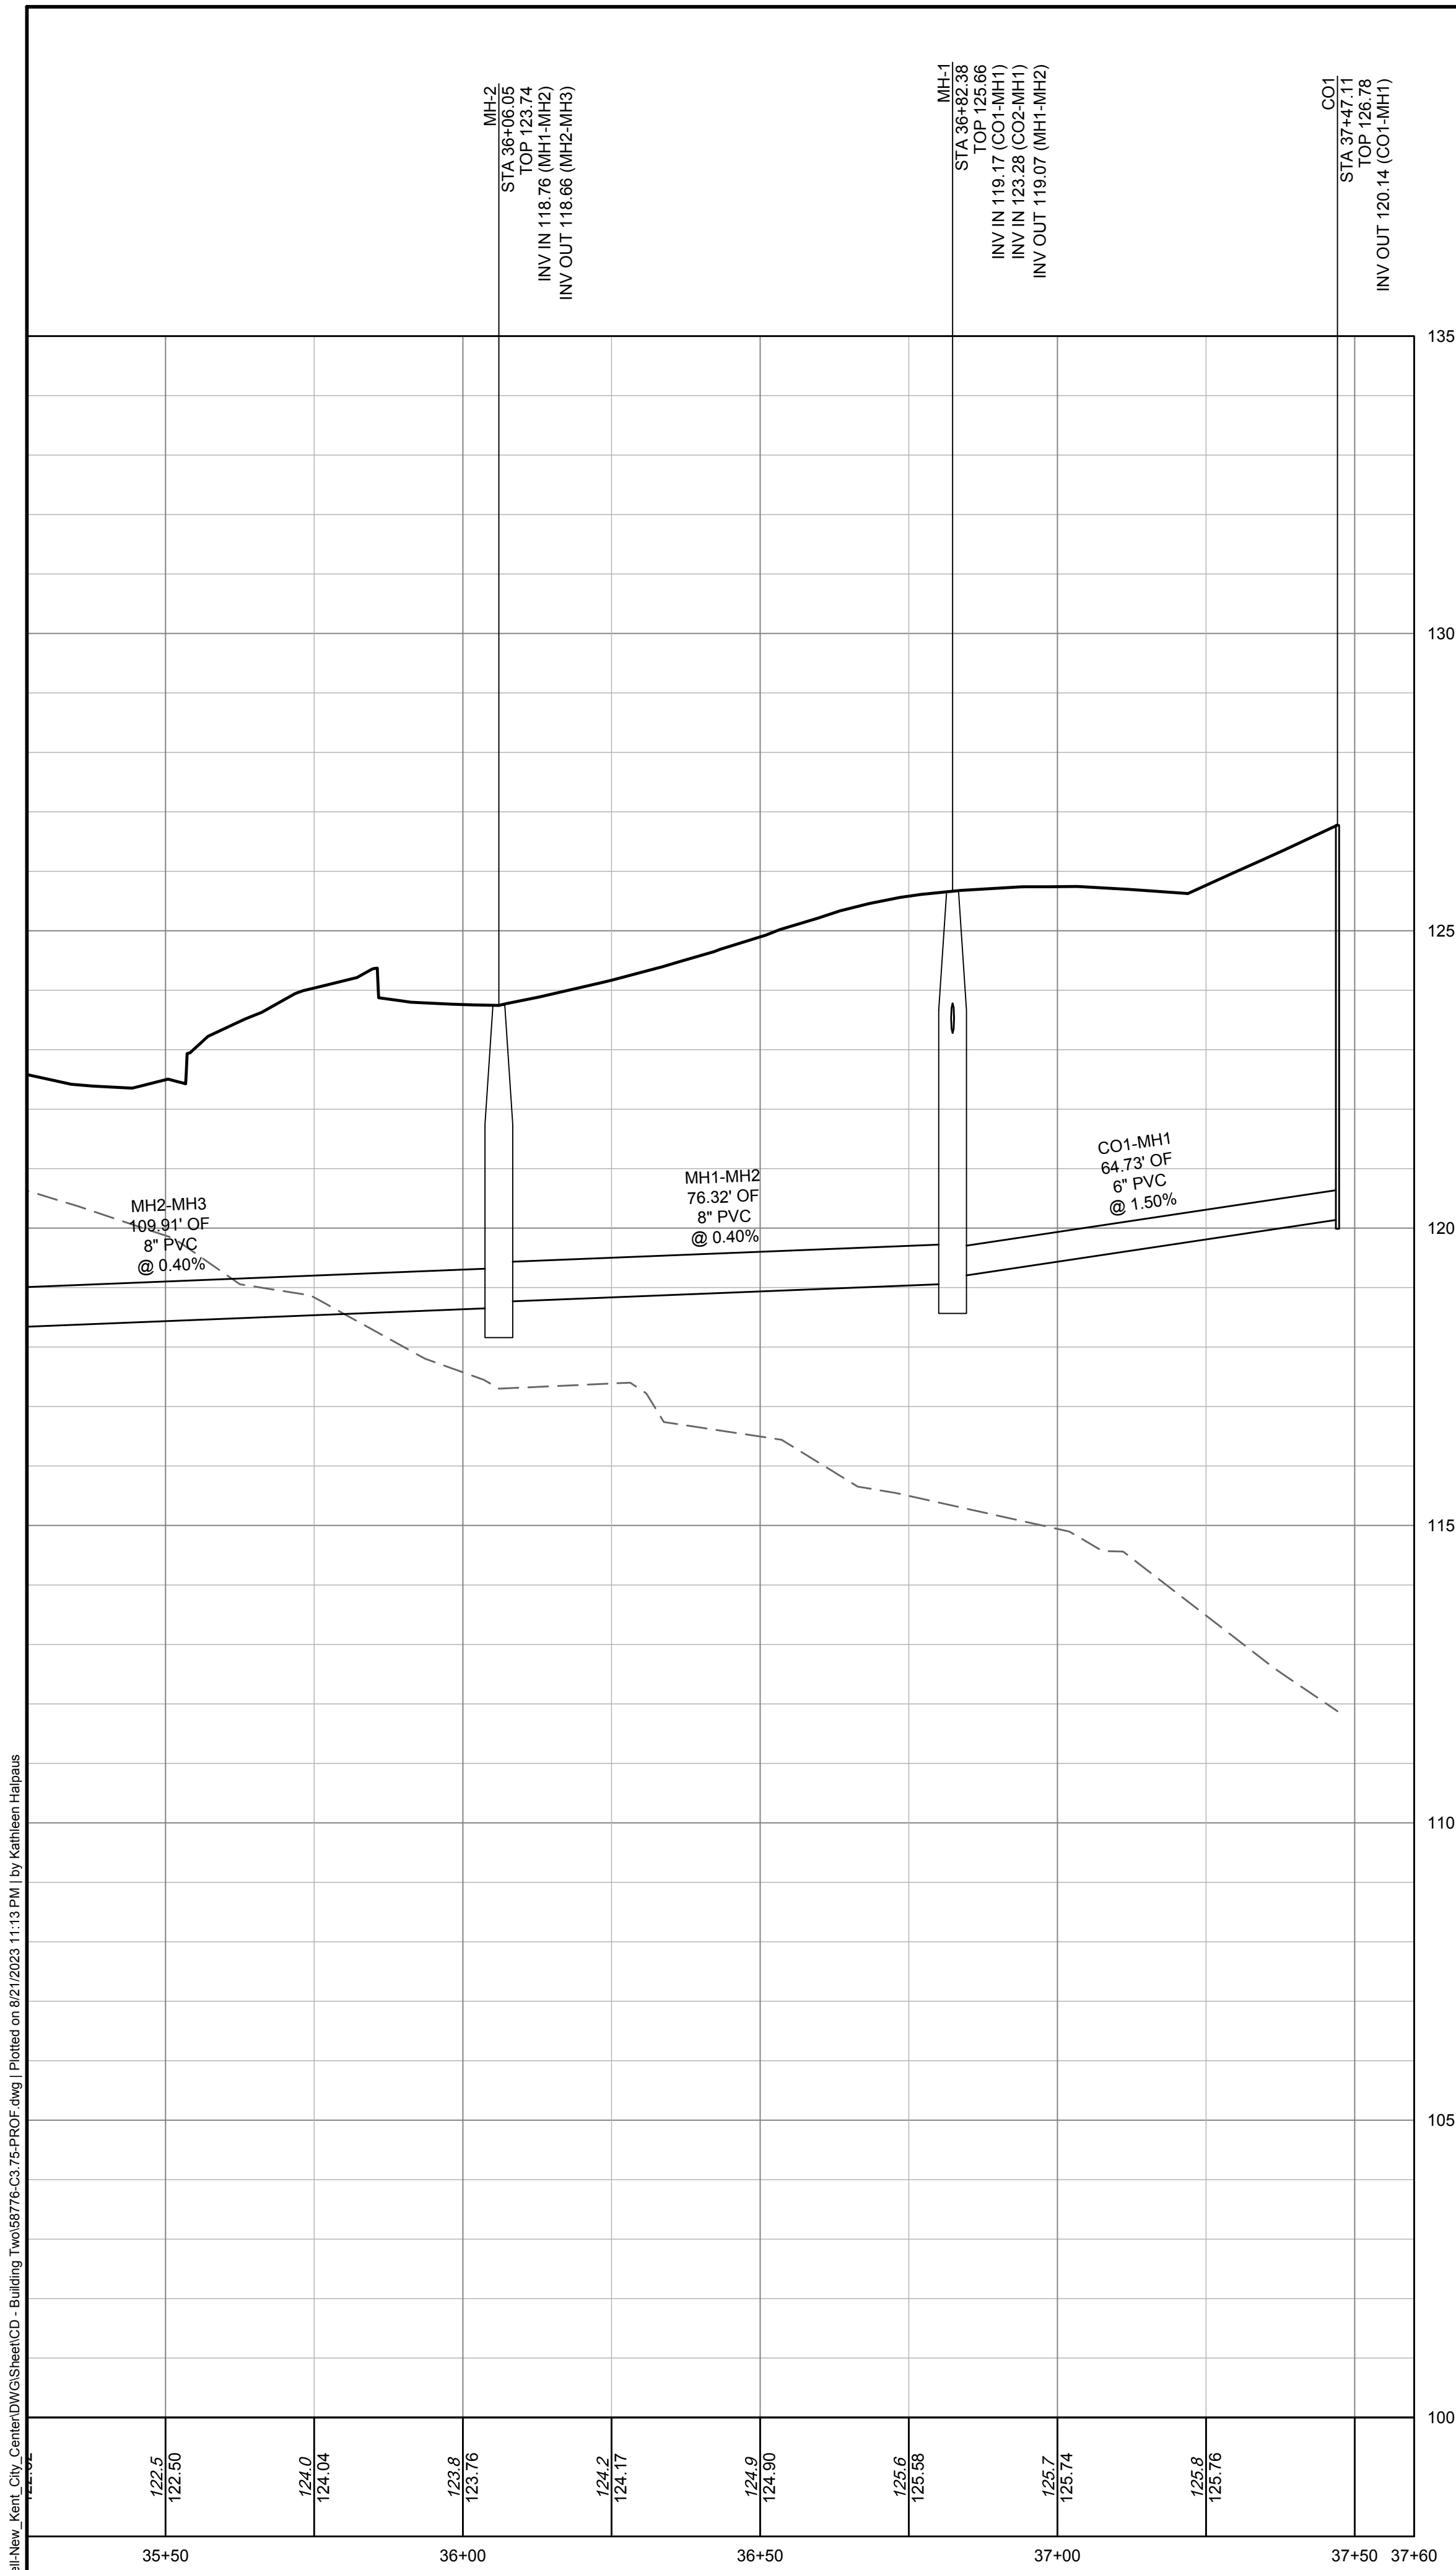 MH-2
STA 36+06.05
TOP 123.74
INV IN 118.76 (MH1-MH2)
INV OUT 118.66 (MH2-MH3)
MH-1
STA 36+82.38
TOP 125.66
INV IN 119.17 (CO1-MH1)
INV IN 123.28 (CO2-MH1)
INV OUT 119.07 (MH1-MH2)
CO1
STA 37+47.11
TOP 126.78
INV OUT 120.14 (CO1-MH1)
135
130
125
120
115
110
105
100
MH2-MH3
109.91' OF
8" PVC
@ 0.40%
MH1-MH2
76.32' OF
8" PVC
@ 0.40%
CO1-MH1
64.73' OF
6" PVC
@ 1.50%
122.5
122.50
124.0
124.04
123.8
123.76
124.2
124.17
124.9
124.90
125.6
125.58
125.7
125.74
125.8
125.76
35+50
36+00
36+50
37+00
37+50
37+60
ell-New_Kent_City_Center\DWG\Sheet\CD - Building Two\58776-C3.75-PROF.dwg | Plotted on 8/21/2023 11:13 PM | by Kathleen Halpaus